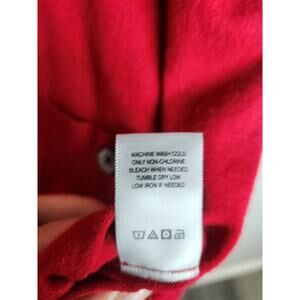 MACHINE WASH COLD
ONLY NON-CHLORINE
BLEACH WHEN NEEDED
TUMBLE DRY LOW
LOW IRON IF NEEDED